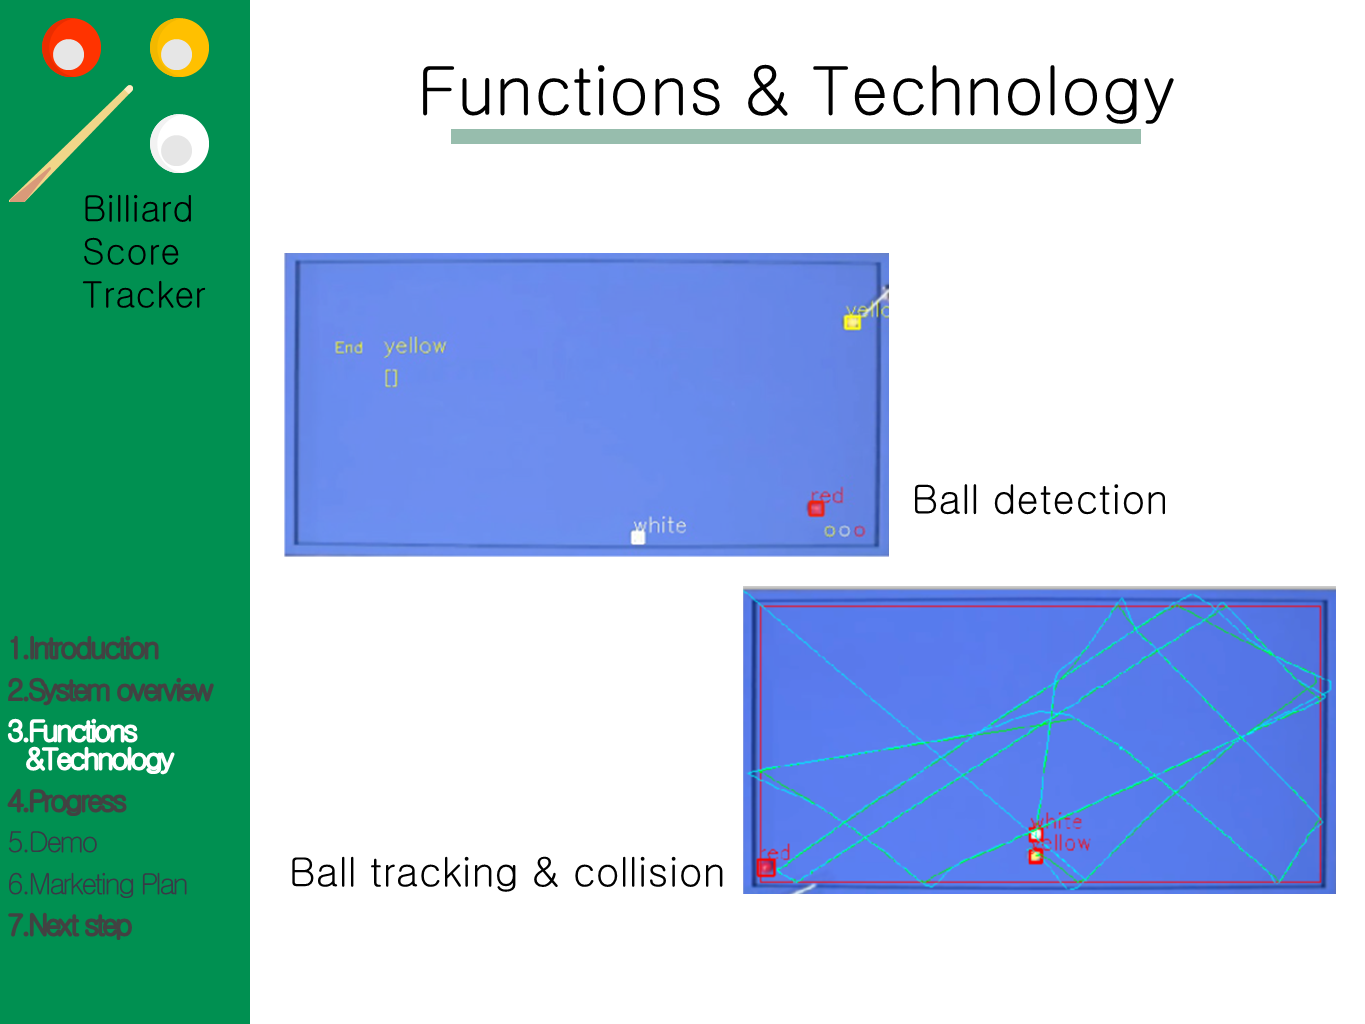 Billiard
Score
Tracker
1.Introduction
2.System overview
3.Functions
&Technology
4.Progress
5.Demo
6.Marketing Plan
7.Next step
Functions & Technology
End yellow
[]
yello
red
white
Ball detection
Ball tracking & collision
white
yellow
red